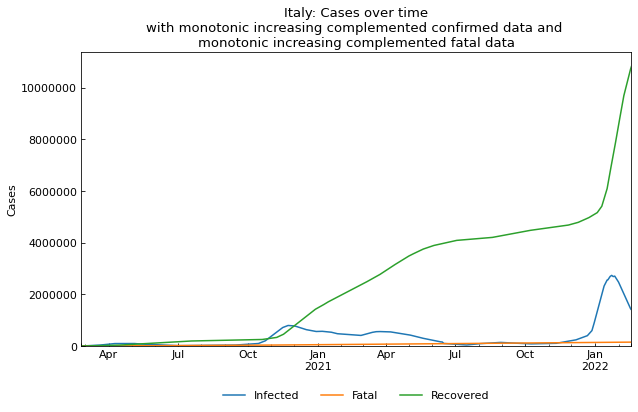 Italy: Cases over time
with monotonic increasing complemented confirmed data and
monotonic increasing complemented fatal data
10000000
8000000
6000000
4000000
2000000
0
Cases
Apr Jul Oct Jan Apr Jul Oct Jan
2021 2022
Infected Fatal Recovered